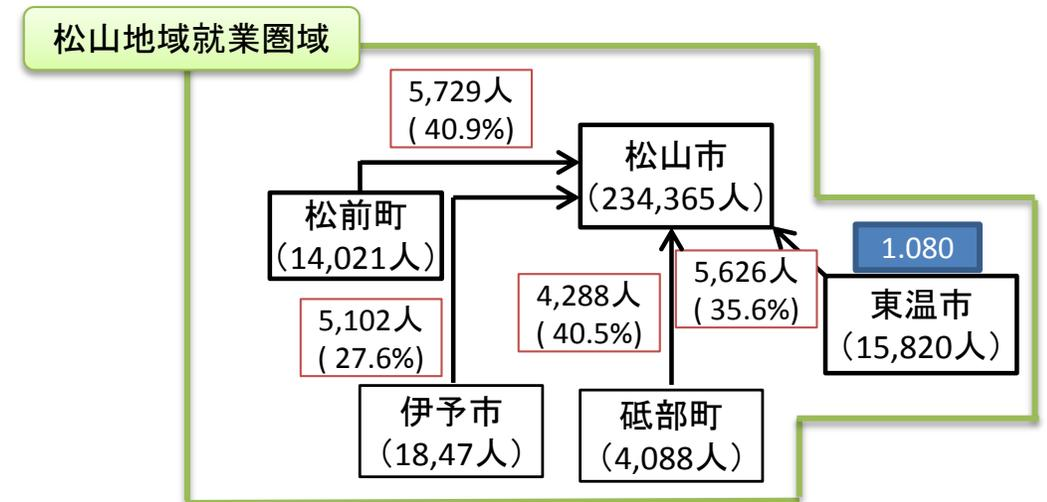 松山地域就業圏域
5,729人
( 40.9%)
松山市
（234,365人）
松前町
（14,021人）
1.080
5,626人
( 35.6%)
4,288人
( 40.5%)
東温市
（15,820人）
5,102人
( 27.6%)
伊予市
（18,47人）
砥部町
（4,088人）